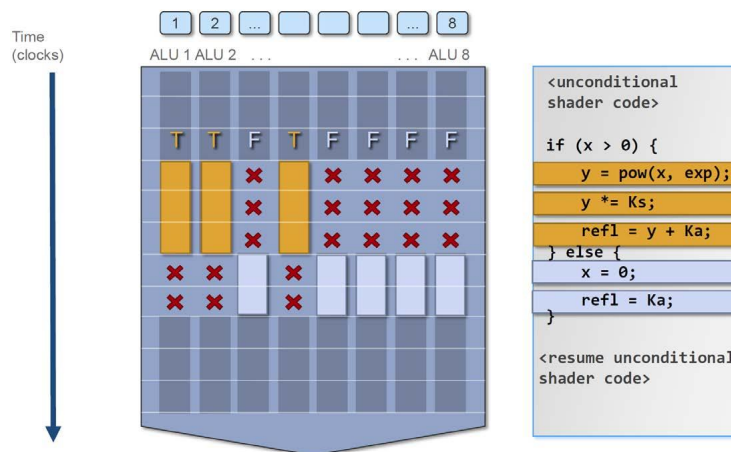 1 2 ... ... 8
Time
(clocks)
ALU 1 ALU 2 . . . . . . ALU 8
T T F T F F F F
<unconditional
shader code>
if (x > 0) {
y = pow(x, exp);
y *= Ks;
refl = y + Ka;
} else {
x = 0;
refl = Ka;
}
<resume unconditional
shader code>